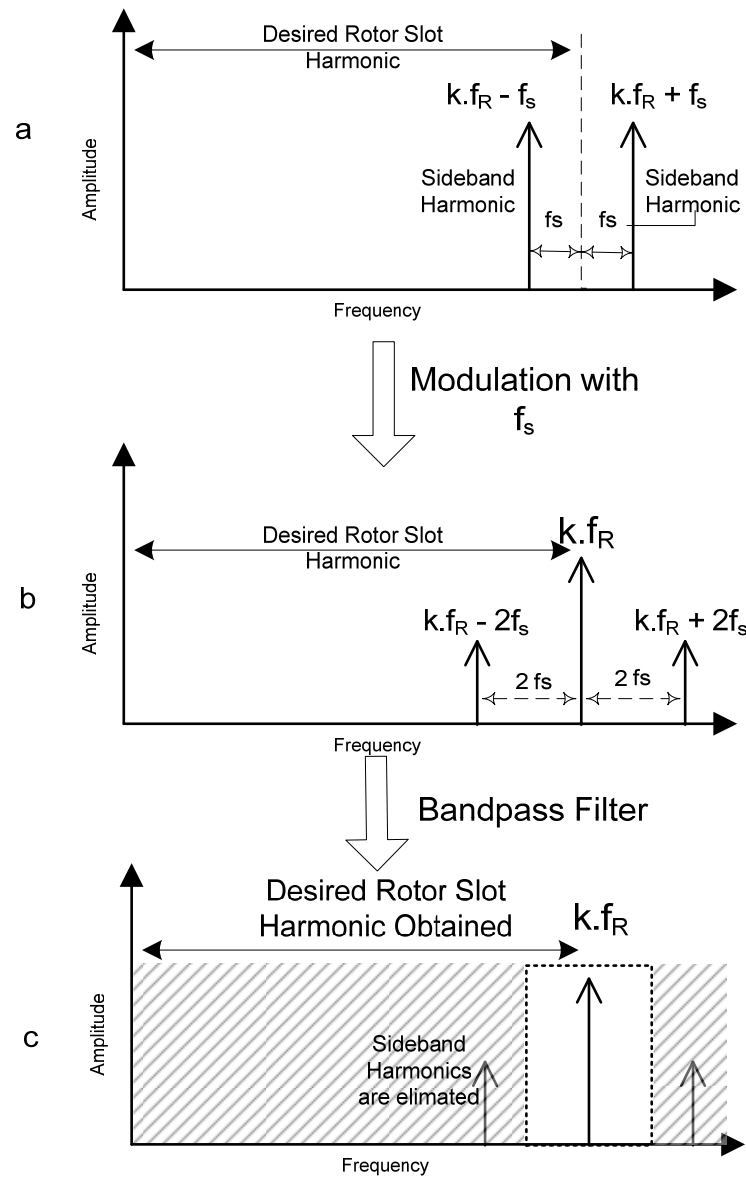 Desired Rotor Slot
Harmonic
k.fR - fs
k.fR + fs
a
Amplitude
Sideband
Harmonic
Sideband
Harmonic
fs
fs
Frequency
Modulation with
fs
Desired Rotor Slot
Harmonic
k.fR
b
Amplitude
k.fR - 2fs
k.fR + 2fs
2 fs
2 fs
Frequency
Bandpass Filter
Desired Rotor Slot
Harmonic Obtained
k.fR
c
Amplitude
Sideband
Harmonics
are elimated
Frequency